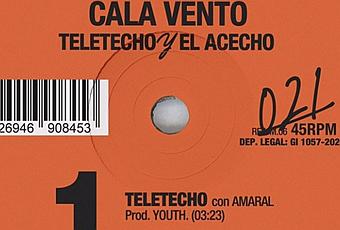 CALA VENTO
TELETECHO y EL ACECHO
26946 908453
021
45RPM
DEP. LEGAL: GI 1057-202
1
TELETECHO con AMARAL
Prod. YOUTH. (03:23)